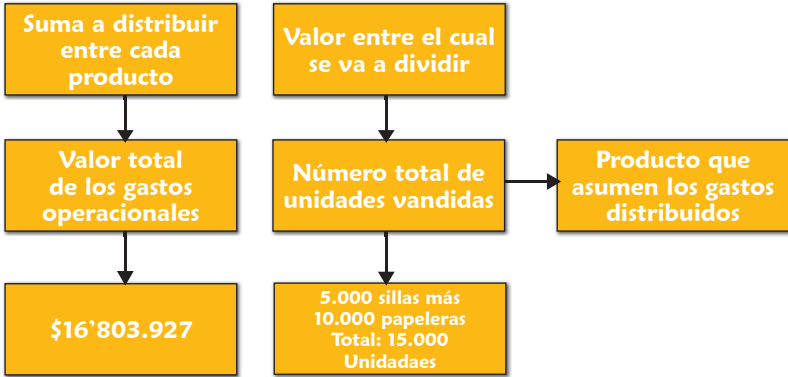 Suma a distribuir
entre cada
producto
Valor entre el cual
se va a dividir
Valor total
de los gastos
operacionales
Número total de
unidades vandidas
Producto que
asumen los gastos
distribuidos
$16’803.927
5.000 sillas más
10.000 papeleras
Total: 15.000
Unidadaes